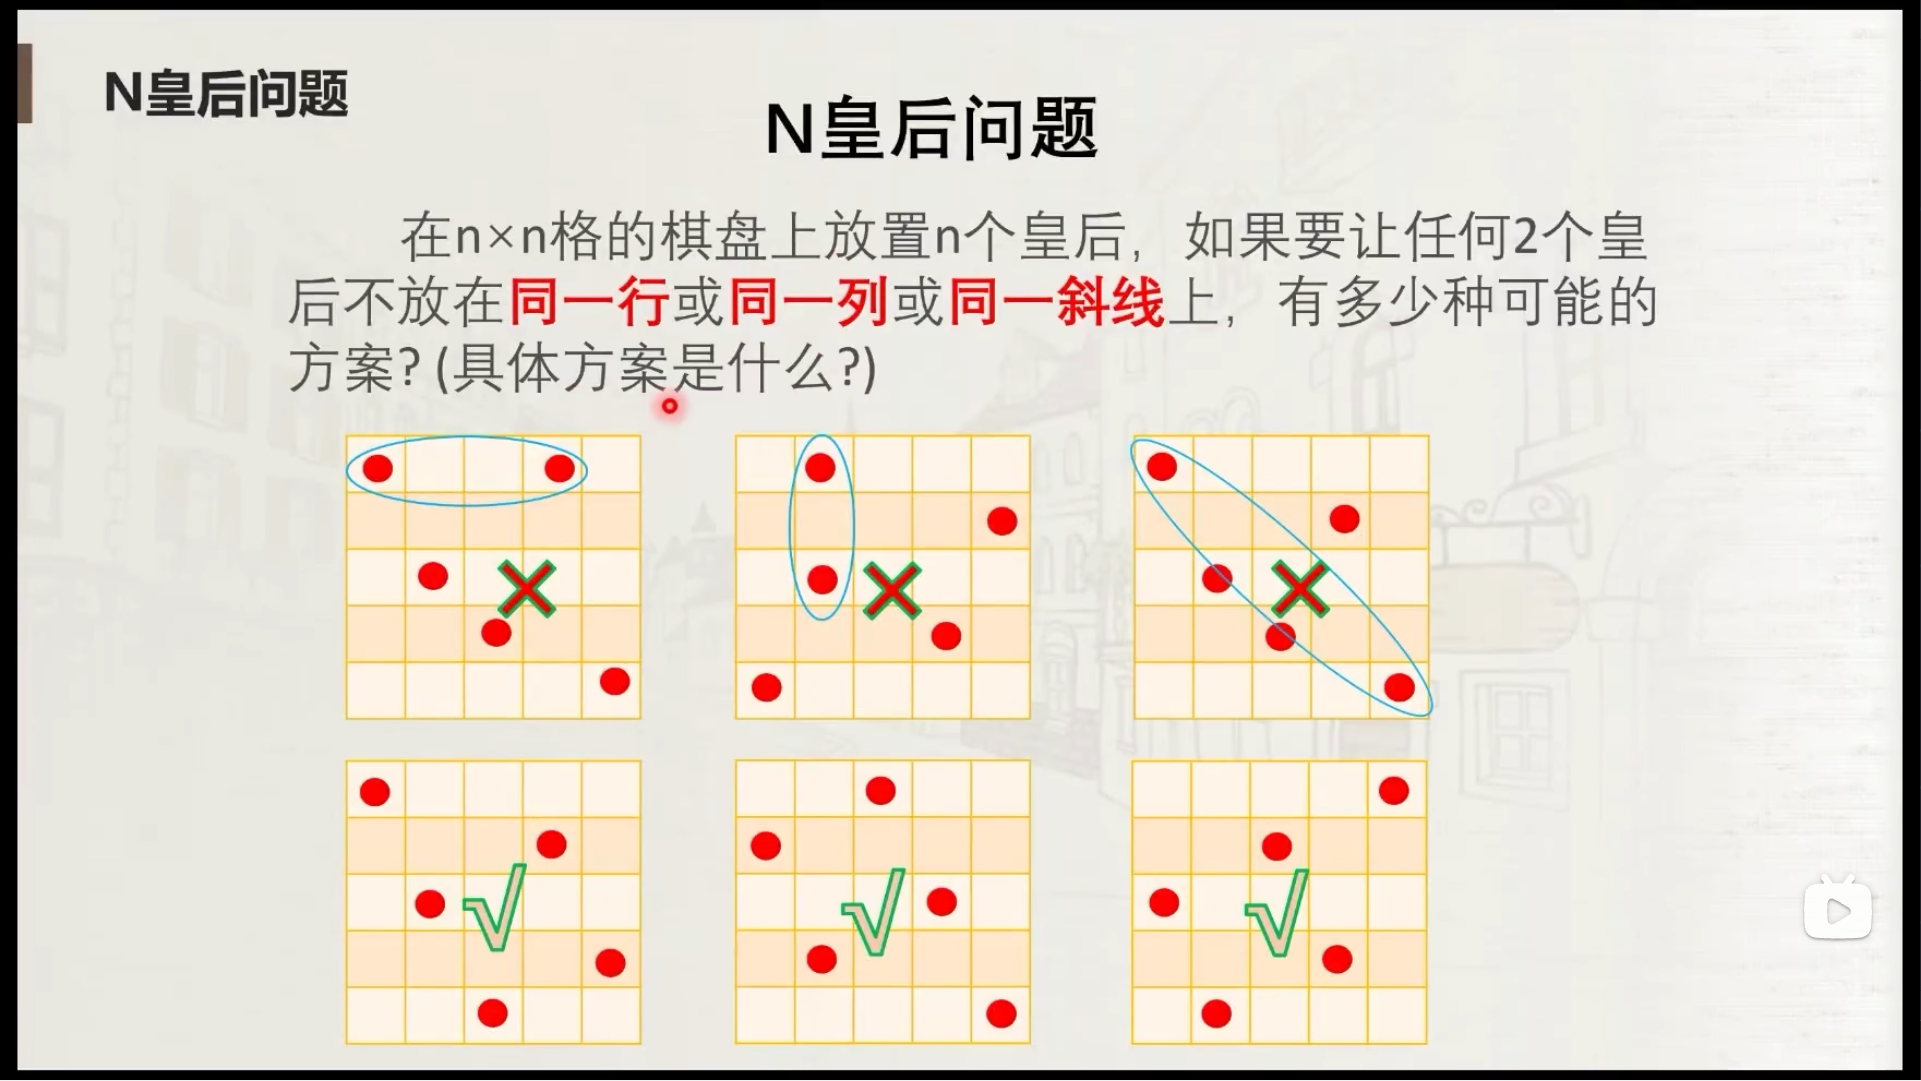 N皇后问题
N皇后问题
在n×n格的棋盘上放置n个皇后，如果要让任何2个皇
后不放在同一行或同一列或同一斜线上，有多少种可能的
方案? (具体方案是什么?)